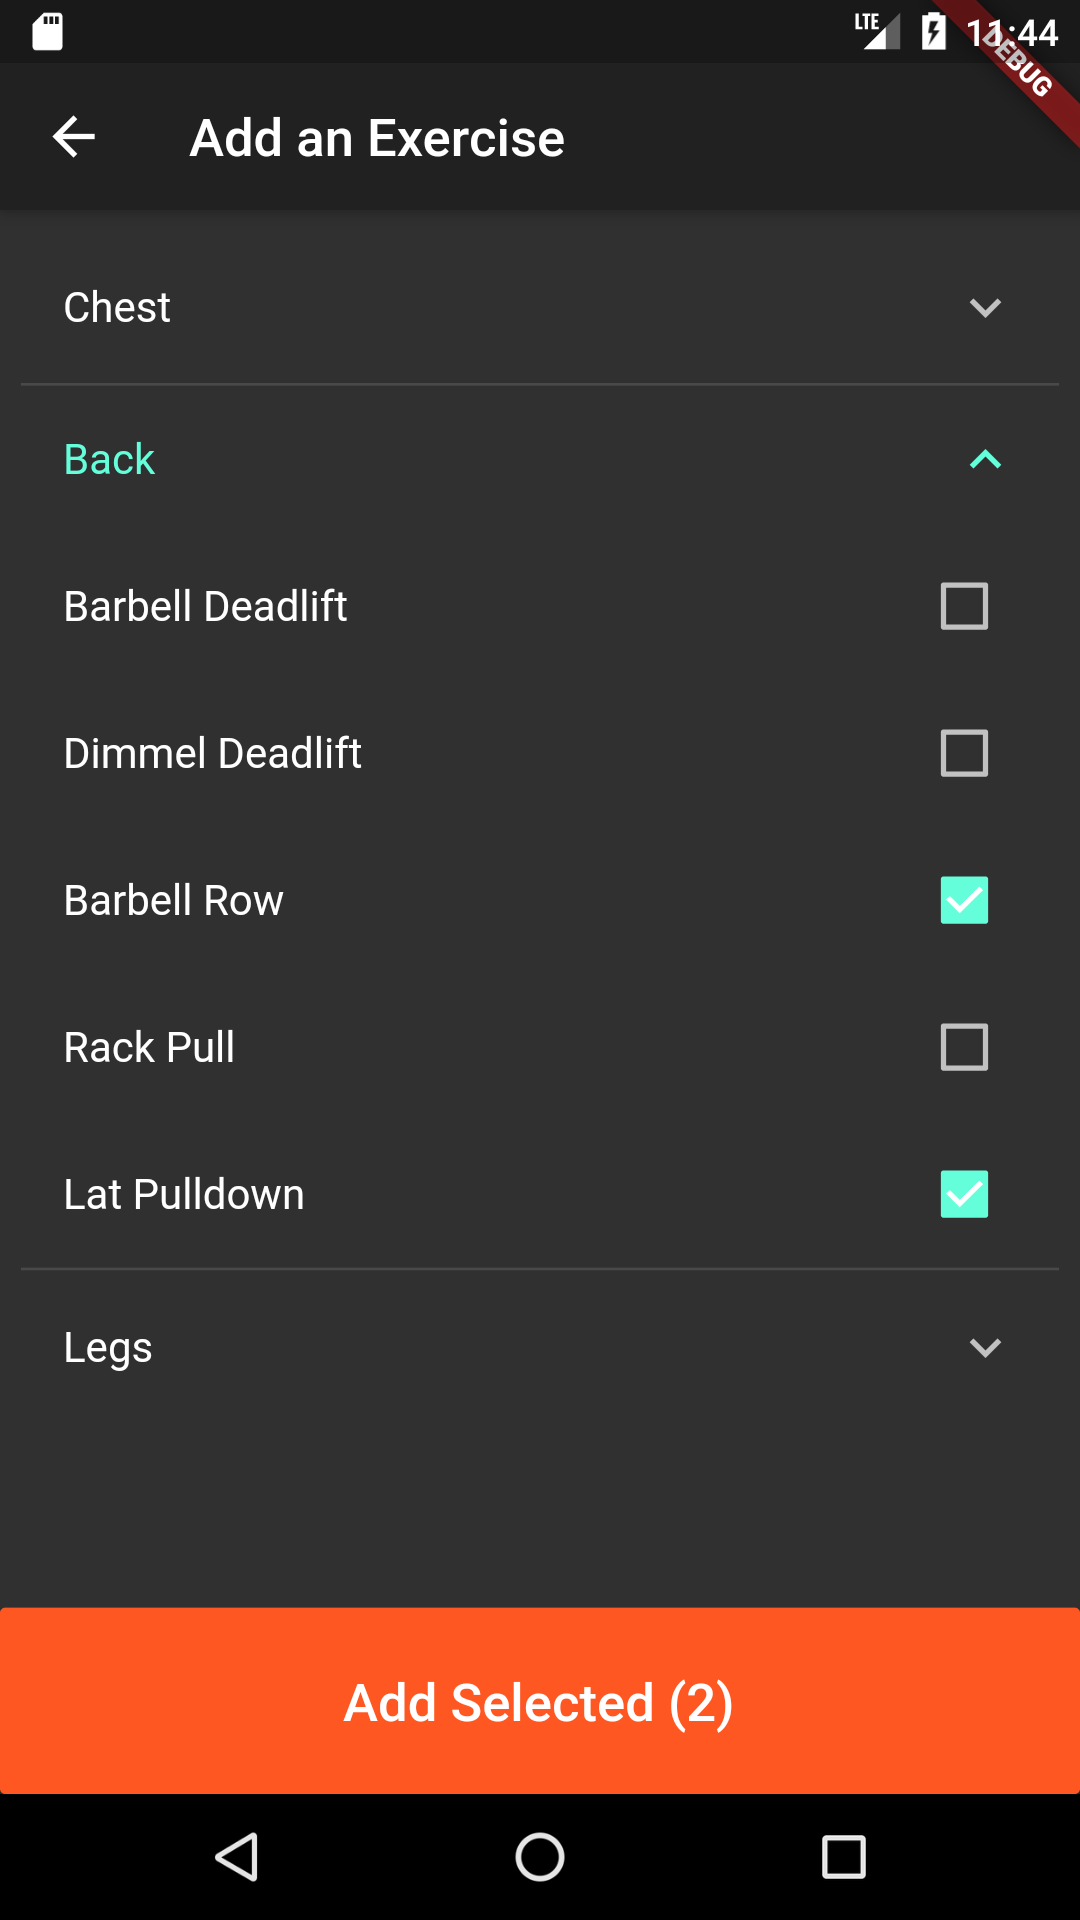 LTE 11:44
DEBUG
Add an Exercise
Chest
Back
Barbell Deadlift
Dimmel Deadlift
Barbell Row
Rack Pull
Lat Pulldown
Legs
Add Selected (2)